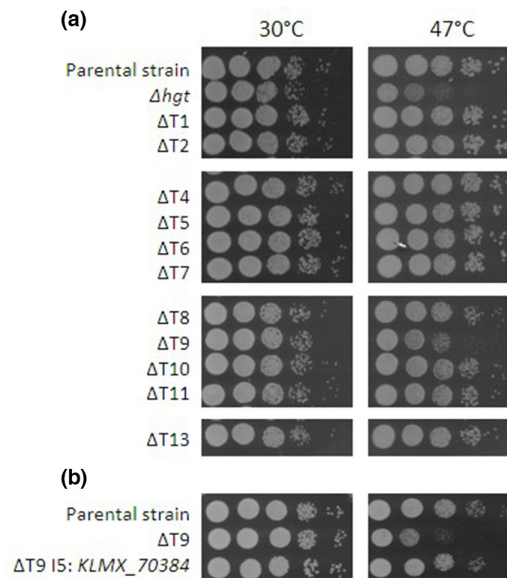 (a)
30°C 47°C
Parental strain
Δhgt
ΔT1
ΔT2
ΔT4
ΔT5
ΔT6
ΔT7
ΔT8
ΔT9
ΔT10
ΔT11
ΔT13
(b)
Parental strain
ΔT9
ΔT9 I5: KLMX_70384